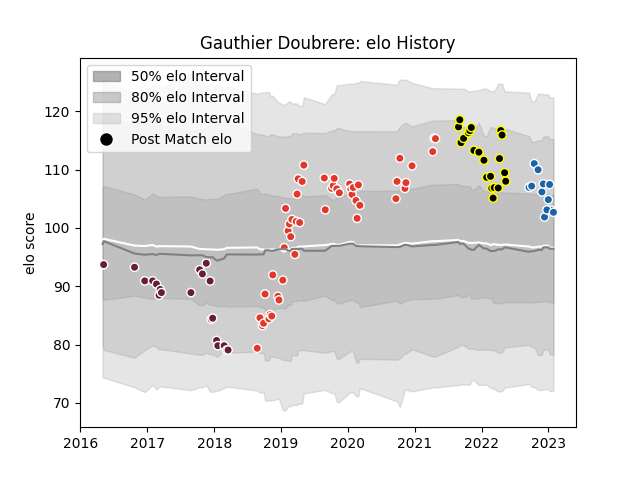 Gauthier Doubrere: elo History
50% elo Interval
80% elo Interval
95% elo Interval
Post Match elo
elo score
120
110
100
90
80
70
2016 2017 2018 2019 2020 2021 2022 2023